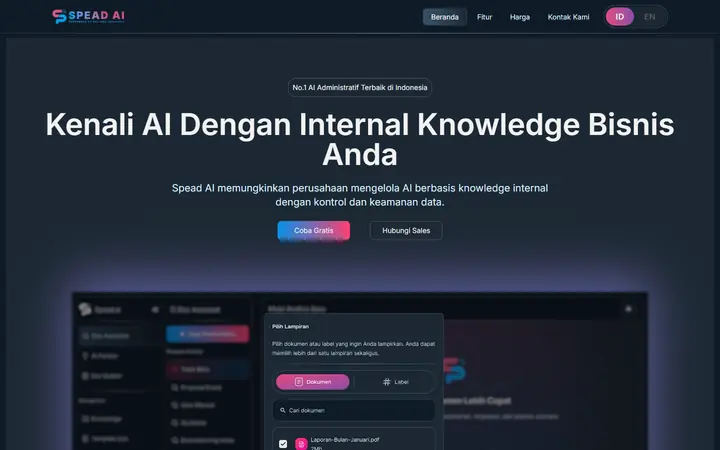 SPEAD AI
Beranda
Fitur
Harga
Kontak Kami
ID
EN
No.1 AI Administratif Terbaik di Indonesia
Kenali AI Dengan Internal Knowledge Bisnis
Anda
Spead AI memungkinkan perusahaan mengelola AI berbasis knowledge internal
dengan kontrol dan keamanan data.
Coba Gratis
Hubungi Sales
Pilih Lampiran
Pilih dokumen atau label yang ingin Anda lampirkan. Anda dapat
memilih lebih dari satu lampiran sekaligus.
Dokumen
Label
Cari dokumen
Laporan-Bulan-Januari.pdf
2Mb